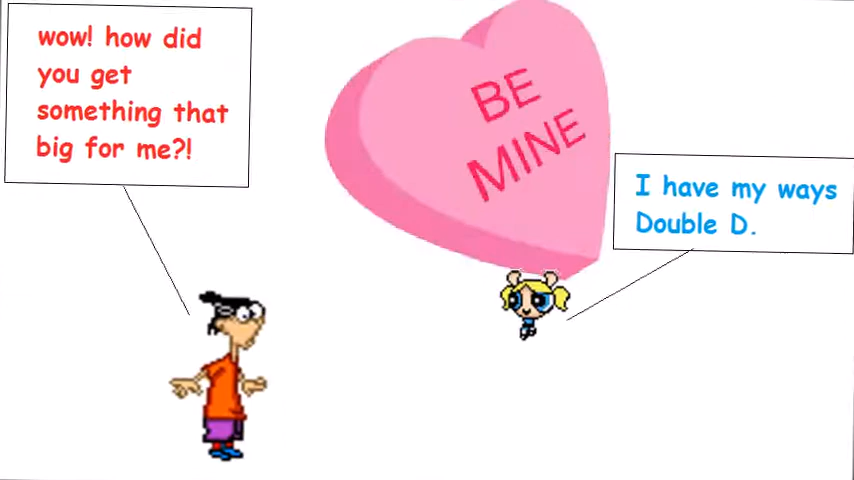 wow! how did
you get
something that
big for me?!
BE
MINE
I have my ways
Double D.